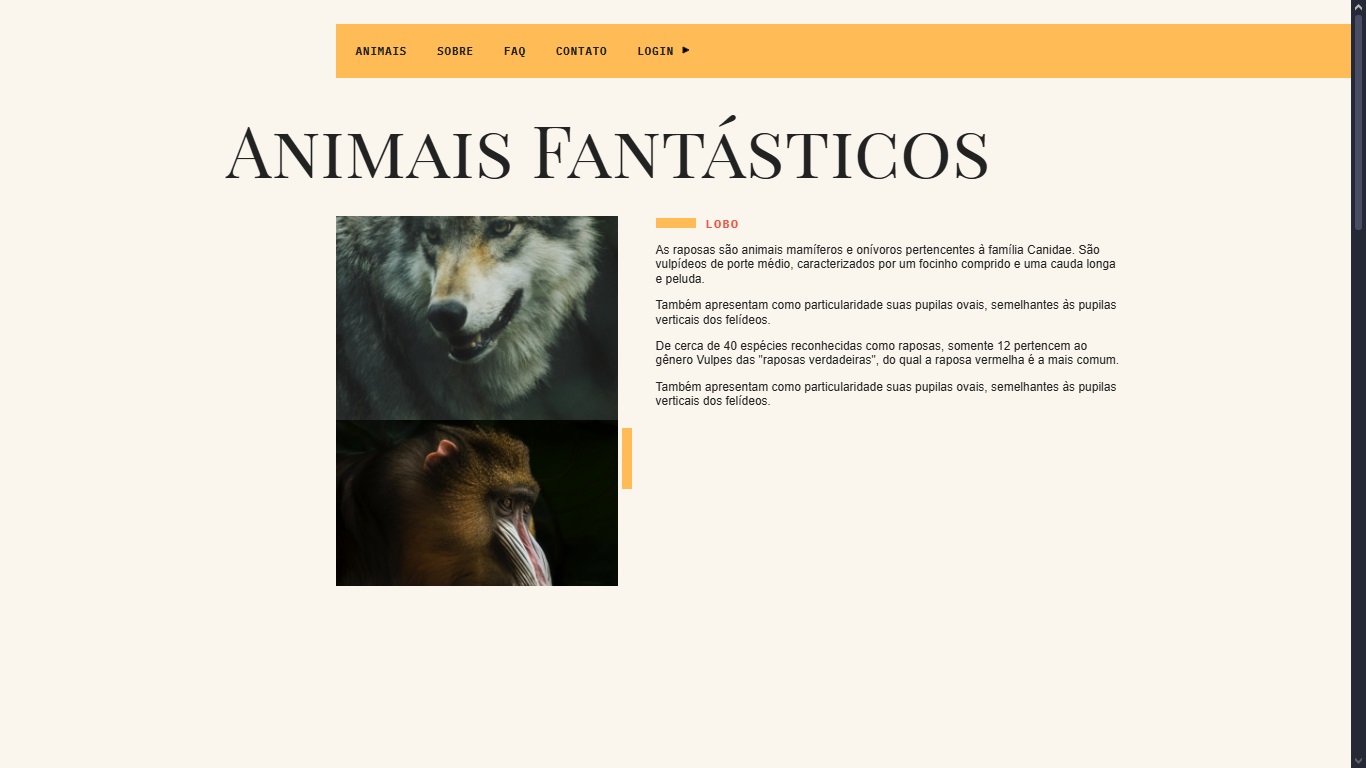 ANIMAIS SOBRE FAQ CONTATO LOGIN ▸
Animais Fantásticos
LOBO
As raposas são animais mamíferos e onívoros pertencentes à família Canidae. São
vulpídeos de porte médio, caracterizados por um focinho comprido e uma cauda longa
e peluda.
Também apresentam como particularidade suas pupilas ovais, semelhantes às pupilas
verticais dos felídeos.
De cerca de 40 espécies reconhecidas como raposas, somente 12 pertencem ao
gênero Vulpes das "raposas verdadeiras", do qual a raposa vermelha é a mais comum.
Também apresentam como particularidade suas pupilas ovais, semelhantes às pupilas
verticais dos felídeos.